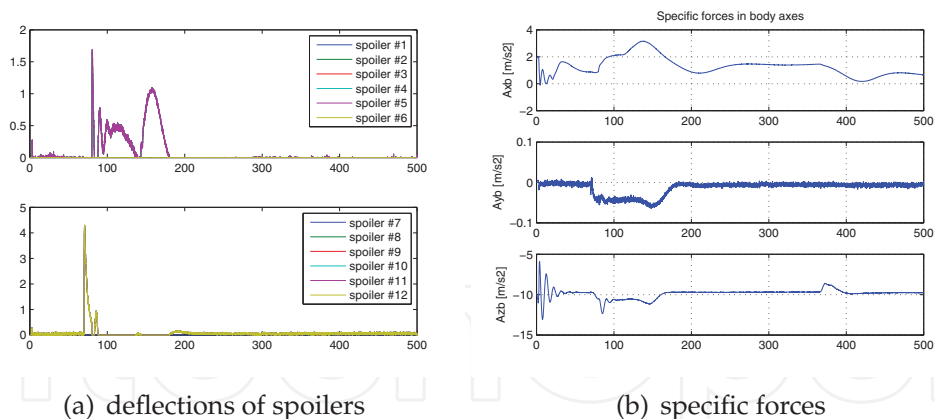 2
1.5
1
0.5
0
0 100 200 300 400 500
spoiler #1
spoiler #2
spoiler #3
spoiler #4
spoiler #5
spoiler #6
5
4
3
2
1
0
0 100 200 300 400 500
spoiler #7
spoiler #8
spoiler #9
spoiler #10
spoiler #11
spoiler #12
(a) deflections of spoilers
Specific forces in body axes
Axb [m/s2]
4
2
0
−2
0 100 200 300 400 500
Ayb [m/s2]
0.1
0
−0.1
0 100 200 300 400 500
Azb [m/s2]
−5
−10
−15
0 100 200 300 400 500
(b) specific forces